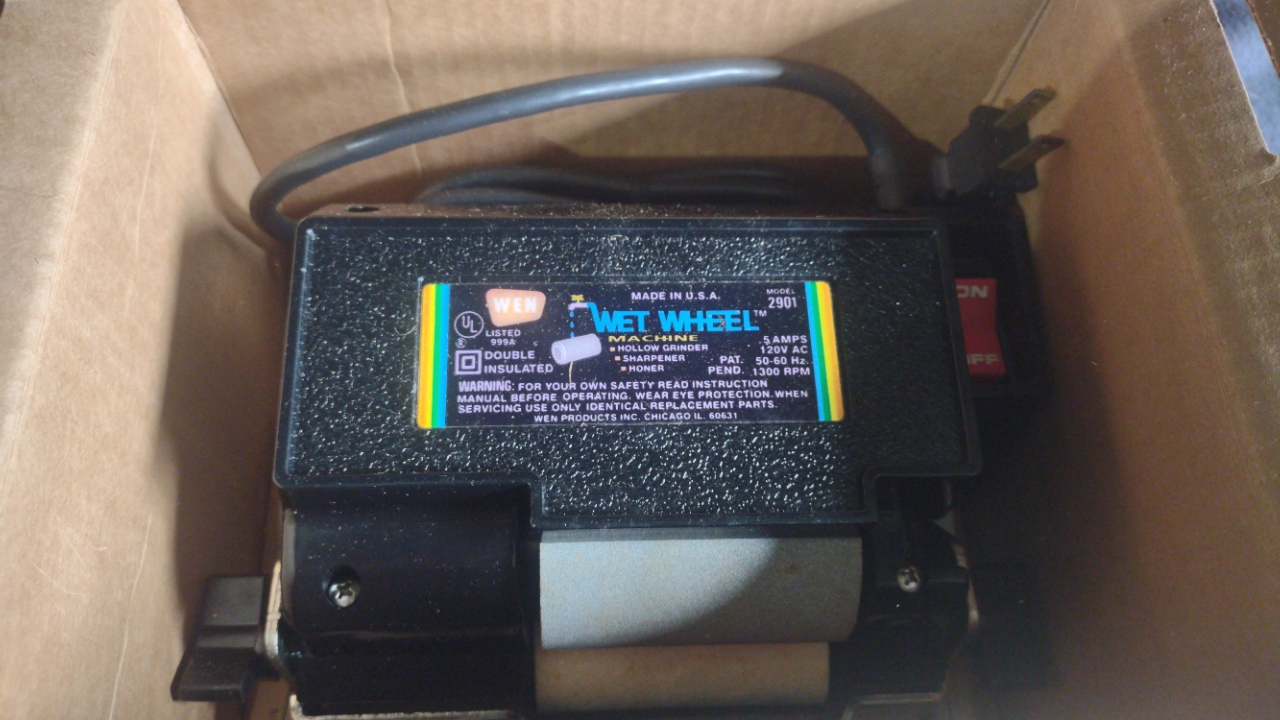 WEN
MADE IN U.S.A.
MODEL
2901
UL
LISTED
999A
®
WET WHEEL™
MACHINE
HOLLOW GRINDER
SHARPENER
HONER
DOUBLE
INSULATED
PAT.
PEND.
.5 AMPS
120V AC
50-60 Hz.
1300 RPM
WARNING: FOR YOUR OWN SAFETY READ INSTRUCTION
MANUAL BEFORE OPERATING. WEAR EYE PROTECTION. WHEN
SERVICING USE ONLY IDENTICAL REPLACEMENT PARTS.
WEN PRODUCTS INC. CHICAGO IL. 60631
ON
OFF